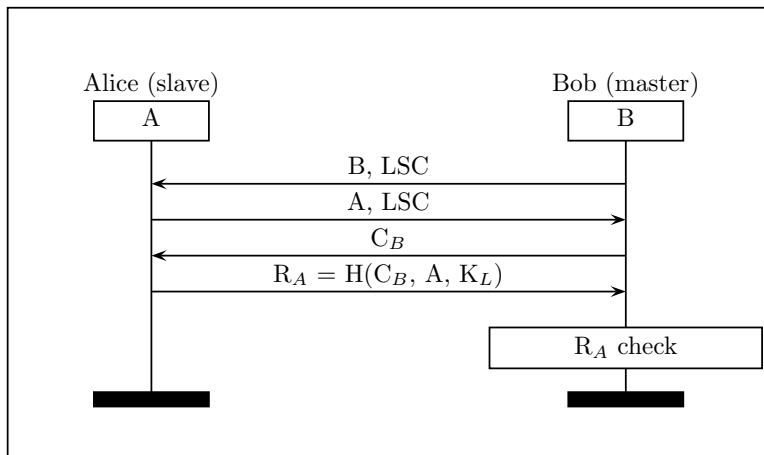 Alice (slave) Bob (master)
A B
B, LSC
A, LSC
C_B
R_A = H(C_B, A, K_L)
R_A check